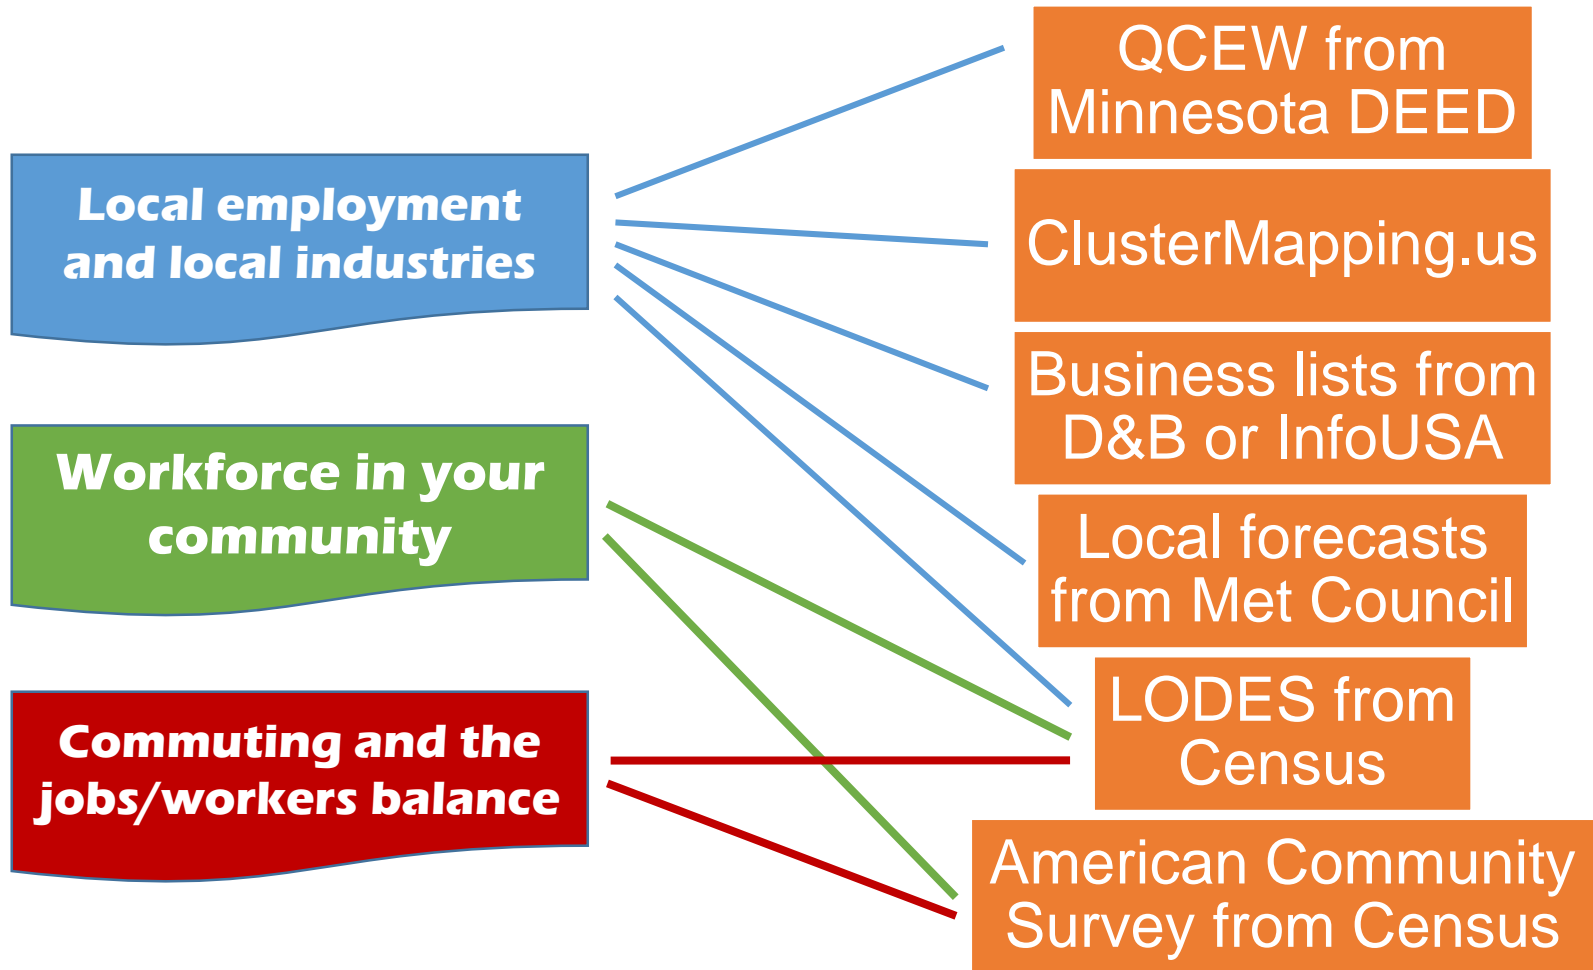 Local employment
and local industries
Workforce in your
community
Commuting and the
jobs/workers balance
QCEW from
Minnesota DEED
ClusterMapping.us
Business lists from
D&B or InfoUSA
Local forecasts
from Met Council
LODES from
Census
American Community
Survey from Census